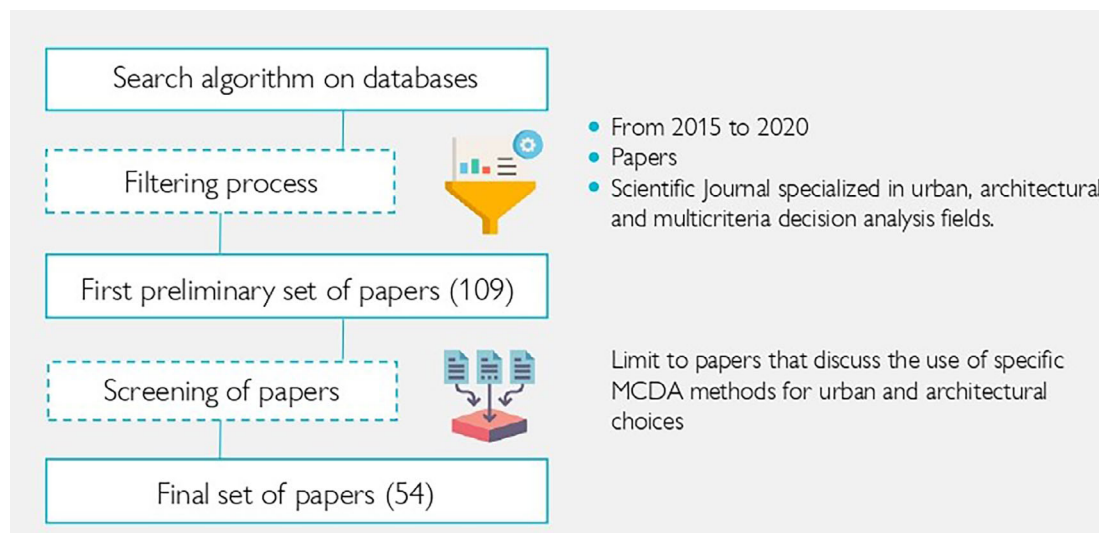 Search algorithm on databases
Filtering process
• From 2015 to 2020
• Papers
• Scientific Journal specialized in urban, architectural
and multicriteria decision analysis fields.
First preliminary set of papers (109)
Screening of papers
Limit to papers that discuss the use of specific
MCDA methods for urban and architectural
choices
Final set of papers (54)